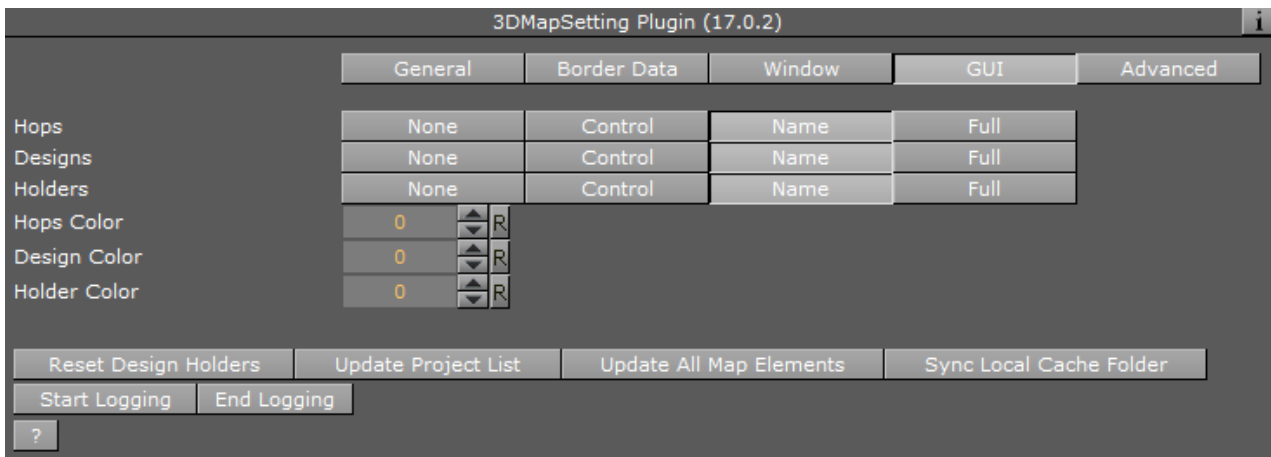 3DMapSetting Plugin (17.0.2) i
General Border Data Window GUI Advanced
Hops None Control Name Full
Designs None Control Name Full
Holders None Control Name Full
Hops Color 0 R
Design Color 0 R
Holder Color 0 R
Reset Design Holders Update Project List Update All Map Elements Sync Local Cache Folder
Start Logging End Logging
?